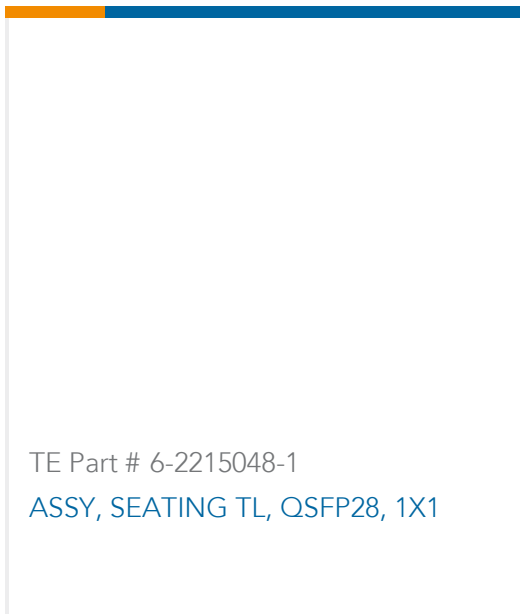 TE Part # 6-2215048-1
ASSY, SEATING TL, QSFP28, 1X1